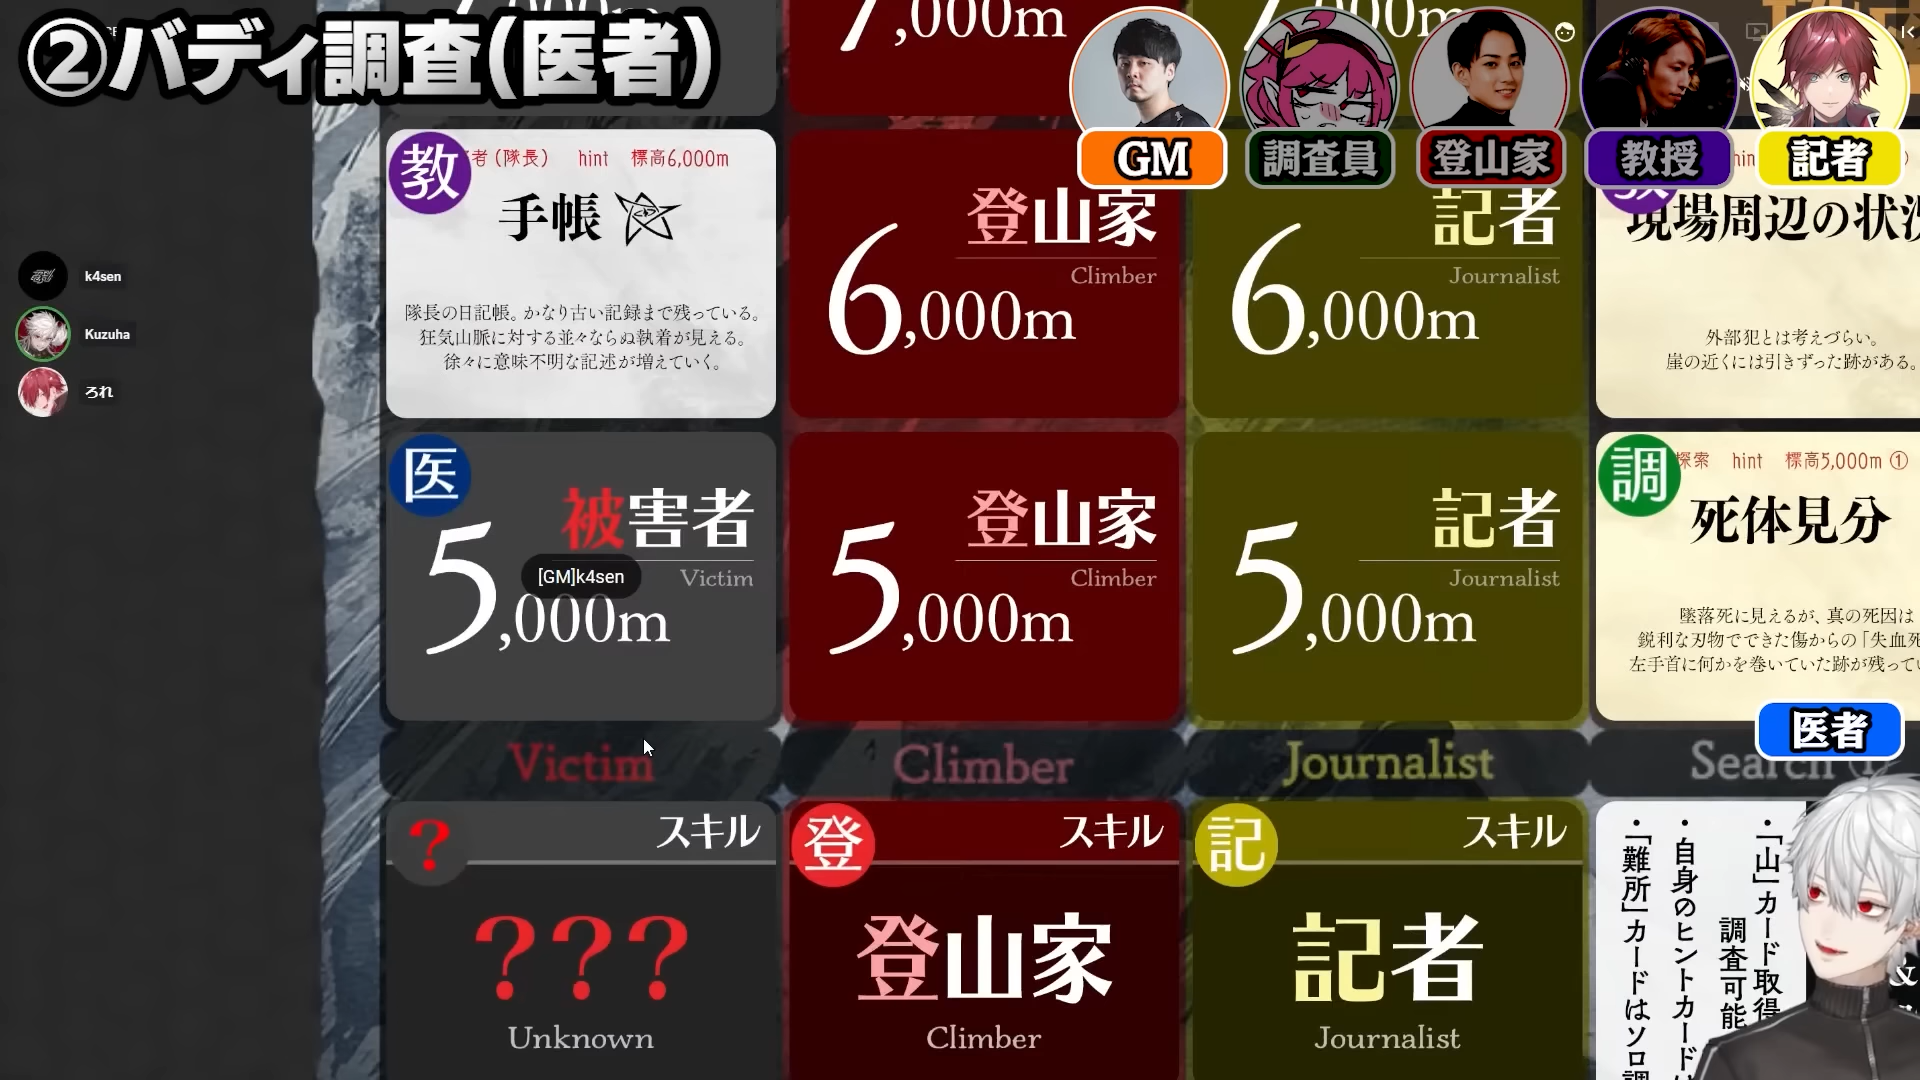 ②バディ調査(医者)
,000m
GM
調査員
登山家
教授
記者
k4sen
Kuzuha
ろれ
教
者（隊長） hint 標高6,000m
手帳
隊長の日記帳。かなり古い記録まで残っている。
狂気山脈に対する並々ならぬ執着が見える。
徐々に意味不明な記述が増えていく。
登山家
Climber
6,000m
記者
Journalist
6,000m
現場周辺の状況
外部犯とは考えづらい。
崖の近くには引きずった跡がある。
医
被害者
Victim
5,000m
[GM]k4sen
登山家
Climber
5,000m
記者
Journalist
5,000m
調
探索 hint 標高5,000m ①
死体見分
墜落死に見えるが、真の死因は
鋭利な刃物でできた傷からの「失血死
左手首に何かを巻いていた跡が残ってい
医者
Victim
Climber
Journalist
Search
?
スキル
???
Unknown
登
スキル
登山家
Climber
記
スキル
記者
Journalist
・「山」カード取得
調査可能
・自身のヒントカード
・「難所」カードはソロ調
&